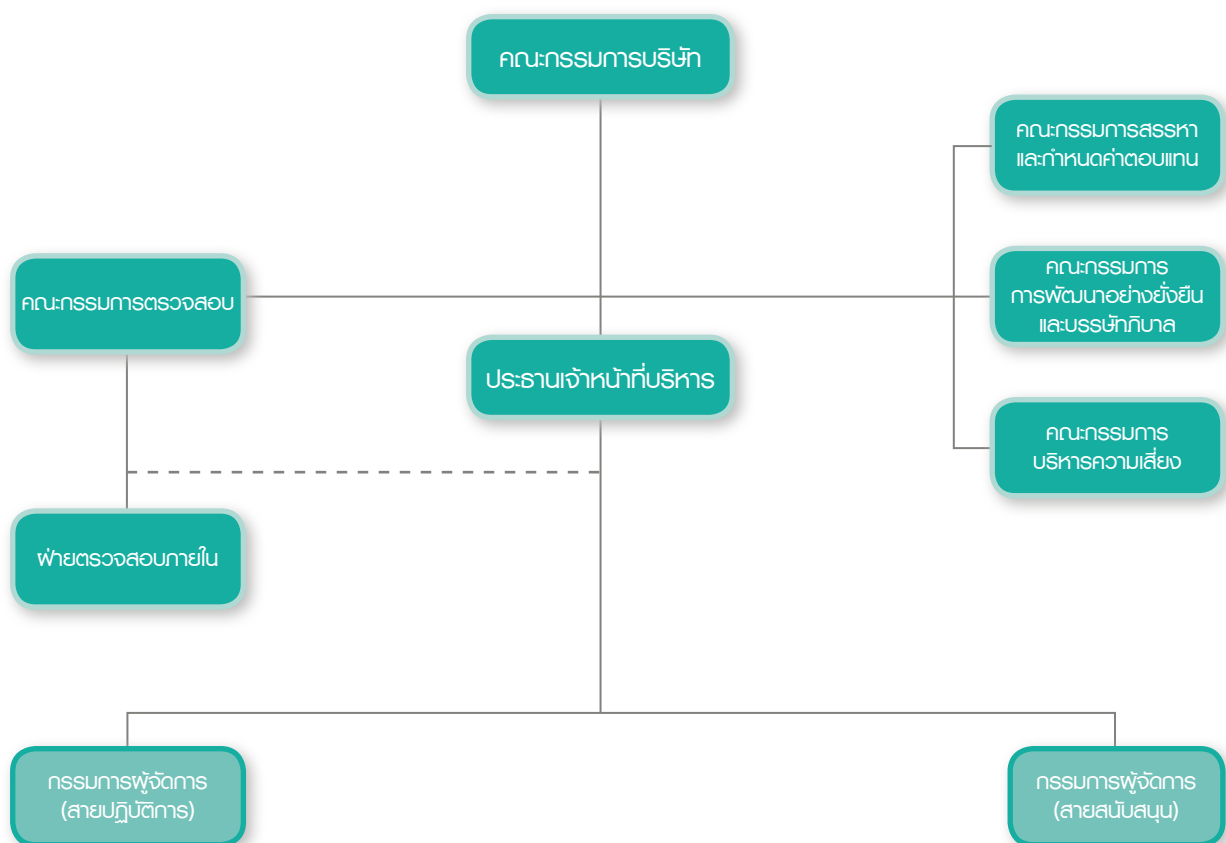 คณะกรรมการบริษัท
คณะกรรมการสรรหา
และกำหนดค่าตอบแทน
คณะกรรมการตรวจสอบ
คณะกรรมการ
การพัฒนาอย่างยั่งยืน
และบรรษัทภิบาล
ประธานเจ้าหน้าที่บริหาร
คณะกรรมการ
บริหารความเสี่ยง
ฝ่ายตรวจสอบภายใน
กรรมการผู้จัดการ
(สายปฏิบัติการ)
กรรมการผู้จัดการ
(สายสนับสนุน)